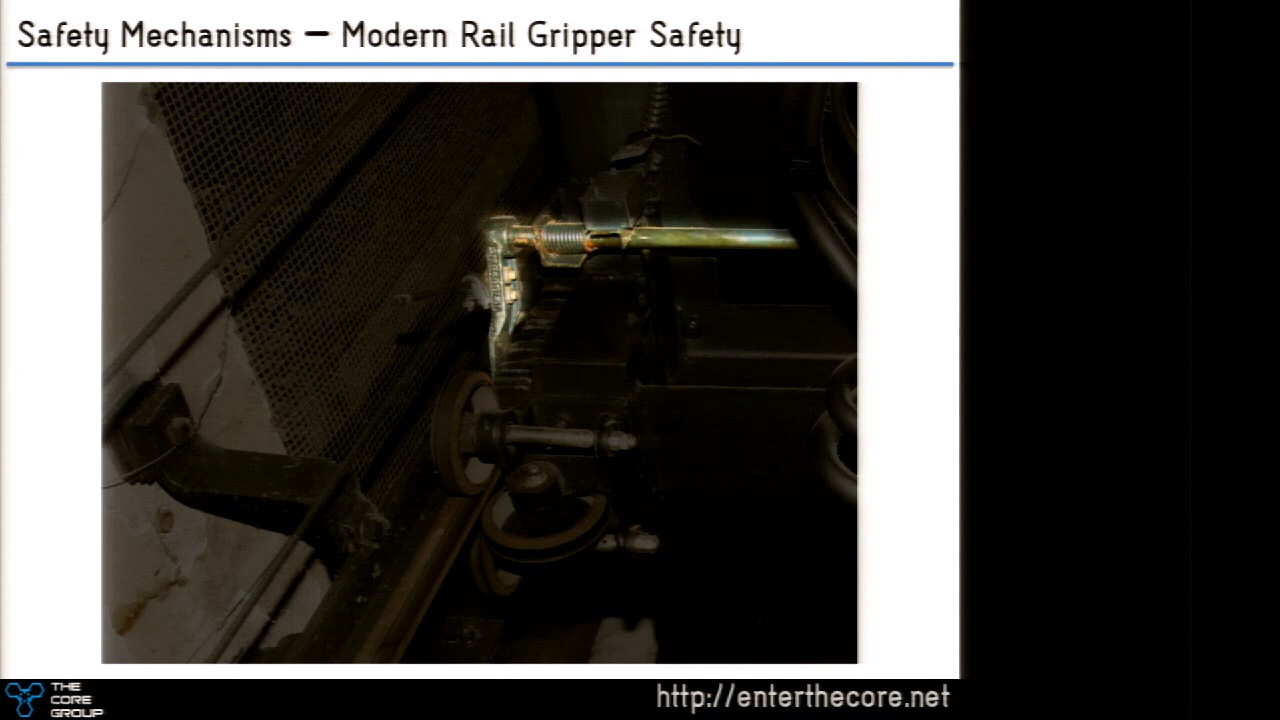 Safety Mechanisms — Modern Rail Gripper Safety
THE
CORE
GROUP
http://enterthecore.net